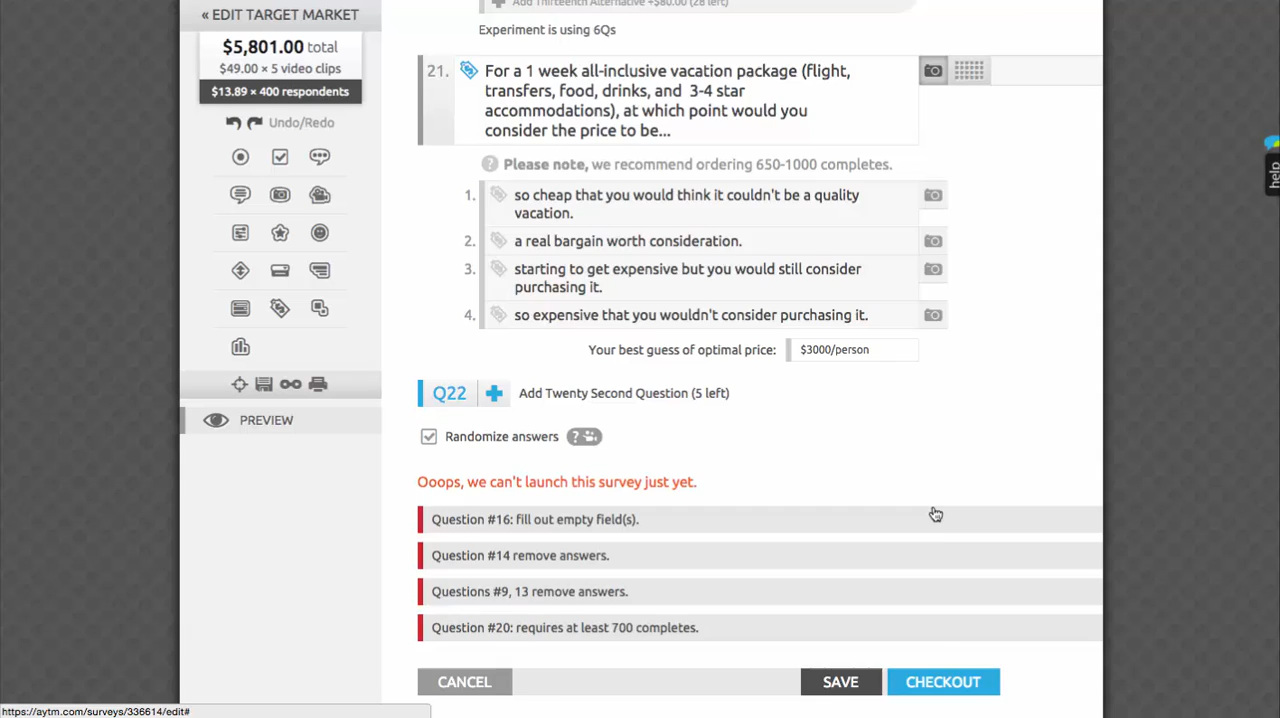 « EDIT TARGET MARKET
$5,801.00 total
$49.00 × 5 video clips
$13.89 × 400 respondents
Undo/Redo
PREVIEW
Add Thirteenth Alternative +$80.00 (28 left)
Experiment is using 6Qs
21. For a 1 week all-inclusive vacation package (flight,
transfers, food, drinks, and 3-4 star
accommodations), at which point would you
consider the price to be...
? Please note, we recommend ordering 650-1000 completes.
1. so cheap that you would think it couldn't be a quality
vacation.
2. a real bargain worth consideration.
3. starting to get expensive but you would still consider
purchasing it.
4. so expensive that you wouldn't consider purchasing it.
Your best guess of optimal price: $3000/person
Q22 + Add Twenty Second Question (5 left)
Randomize answers ?
Ooops, we can't launch this survey just yet.
Question #16: fill out empty field(s).
Question #14 remove answers.
Questions #9, 13 remove answers.
Question #20: requires at least 700 completes.
CANCEL SAVE CHECKOUT
help
https://aytm.com/surveys/336614/edit#